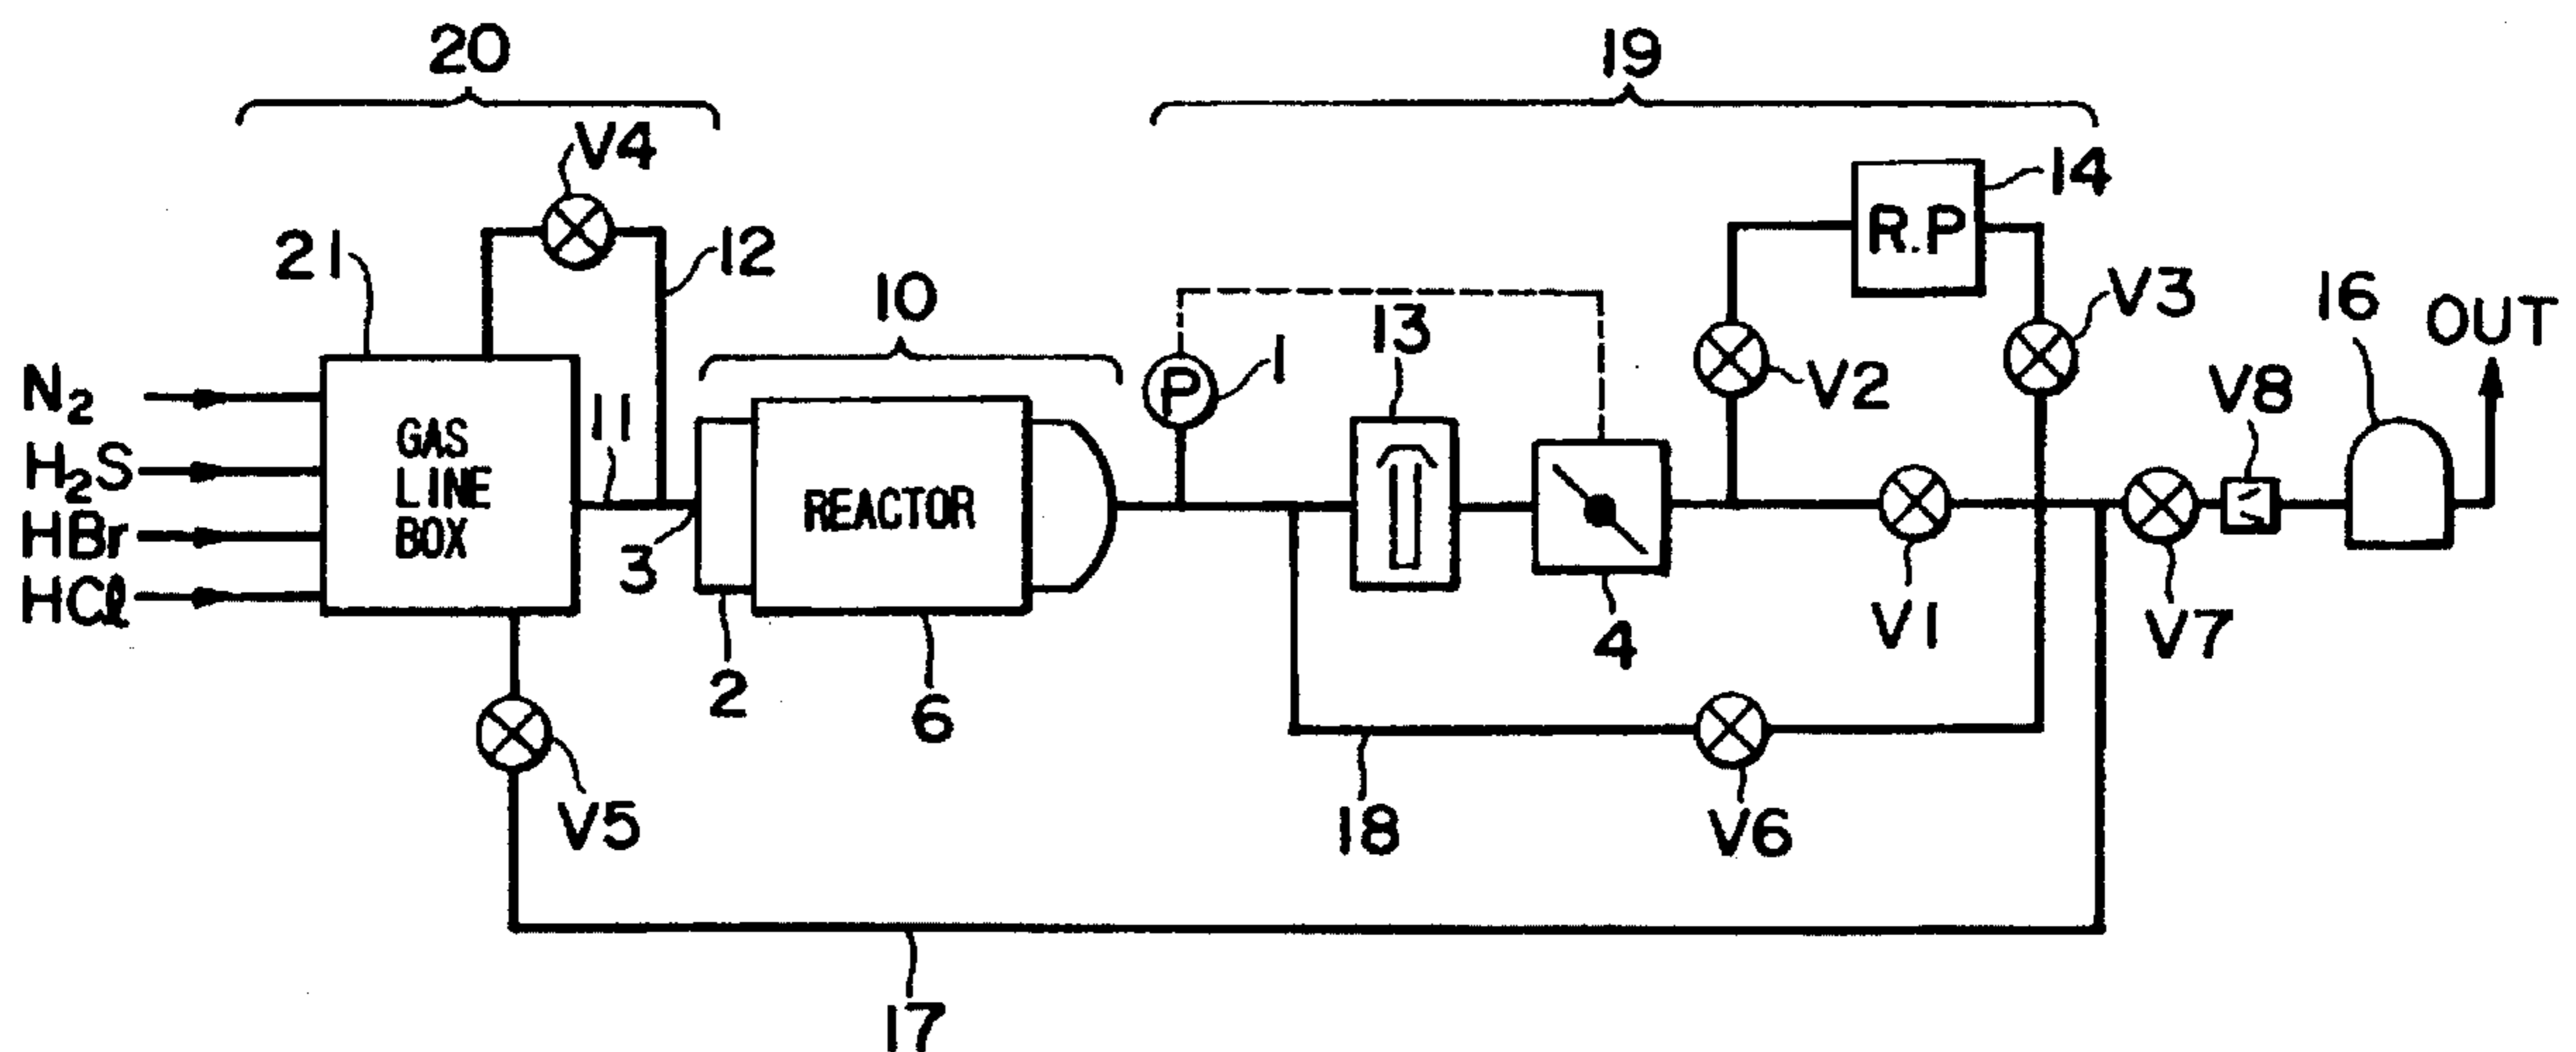 20
19
V4
14
R.P
21
12
10
13
V3
16
OUT
P
1
V2
V8
N₂
H₂S
HBr
HCl
GAS
LINE
BOX
11
3
REACTOR
2
6
4
V1
V7
V5
18
V6
17